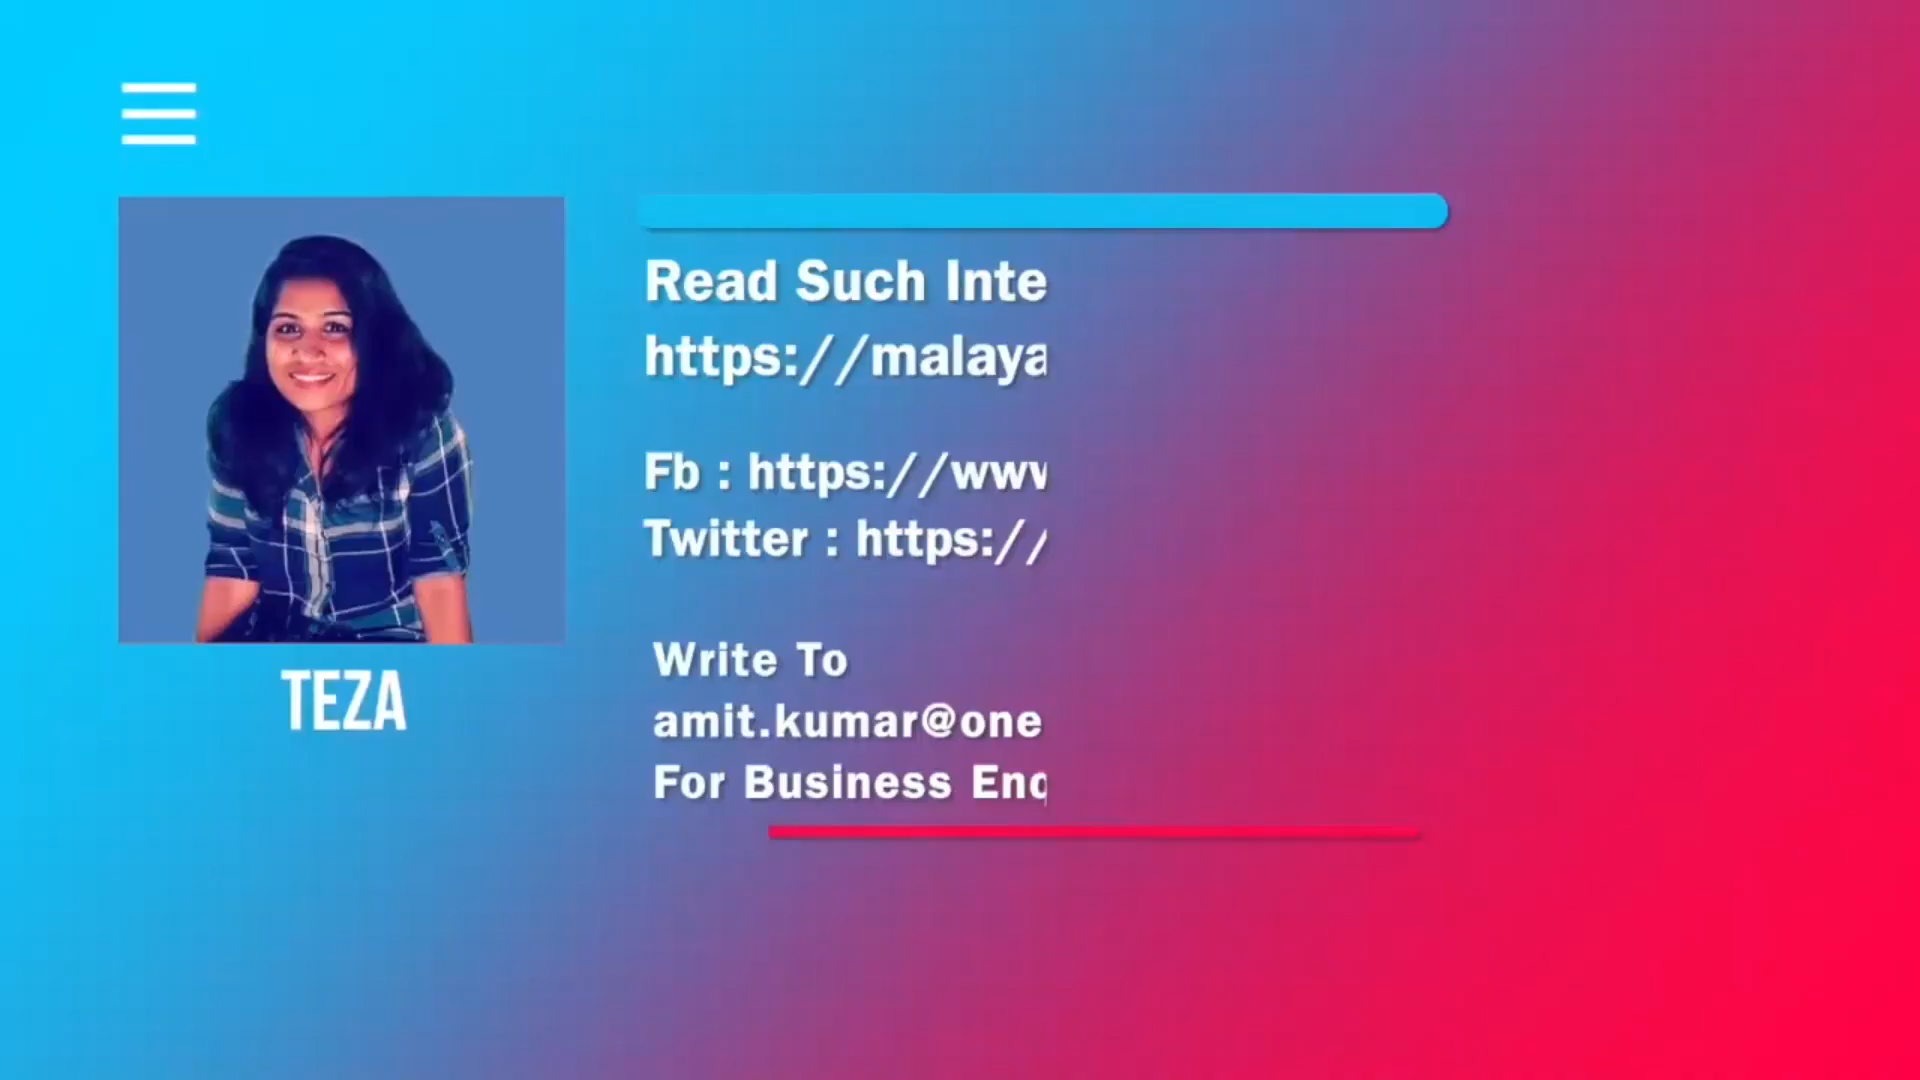 Read Such Inte
https://malaya
Fb : https://www
Twitter : https://
Write To
amit.kumar@one
For Business Enq
TEZA